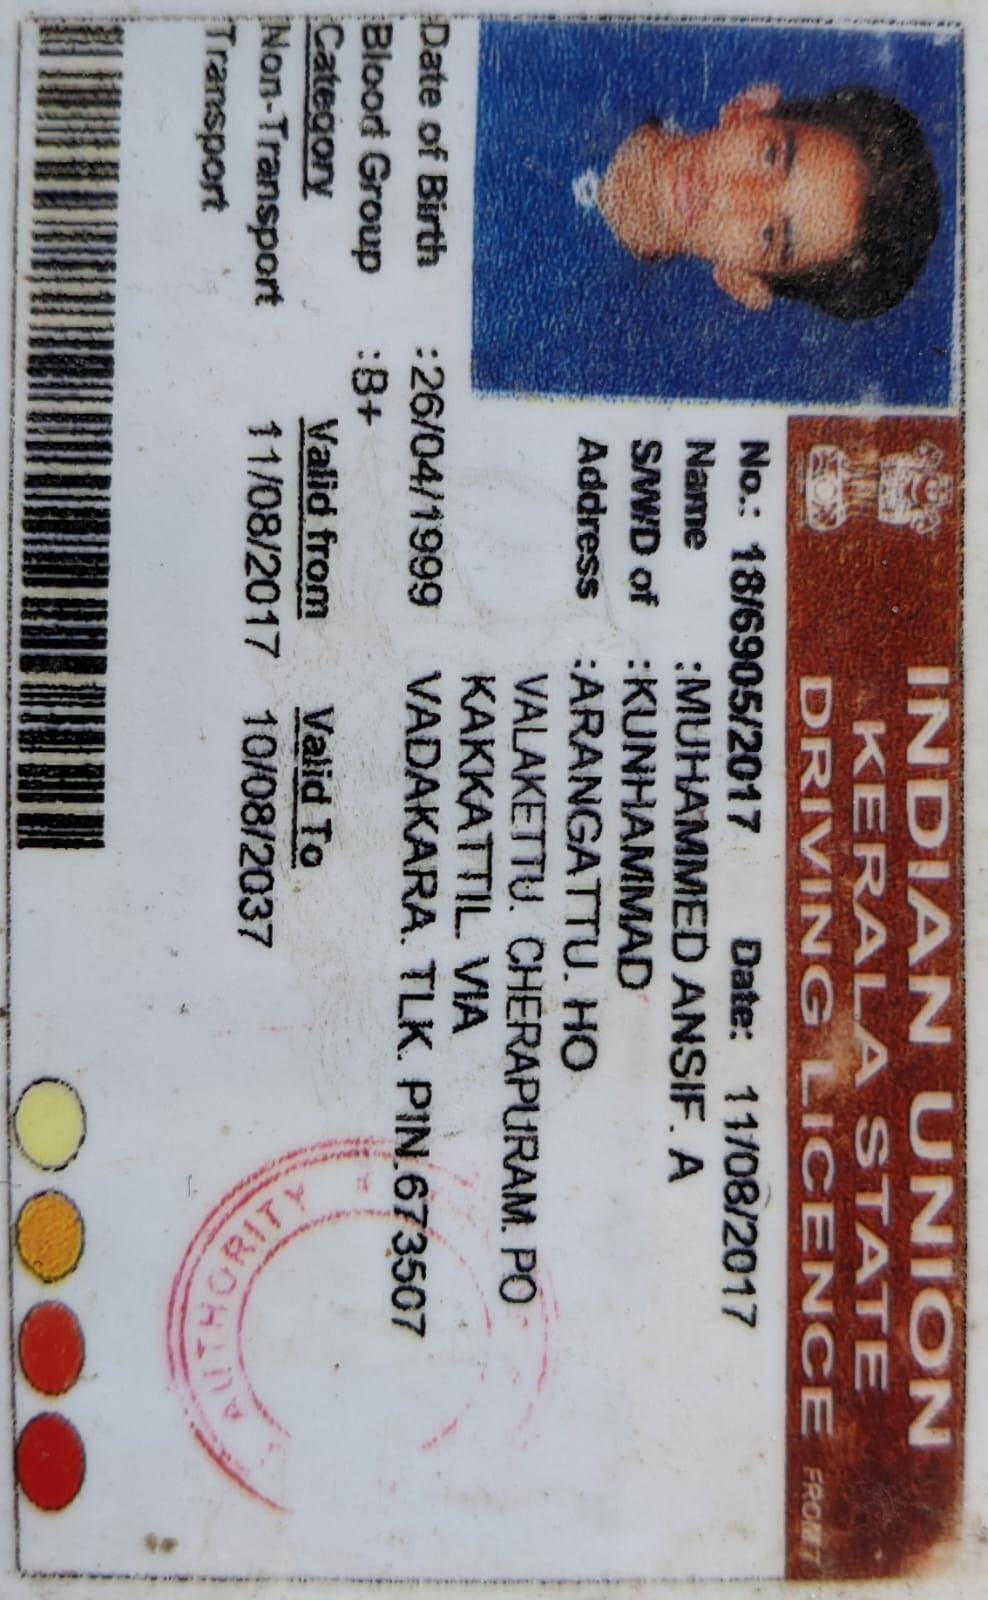 INDIAN UNION
KERALA STATE
DRIVING LICENCE FRONT
No.: 18/6905/2017 Date: 11/08/2017
Name :MUHAMMED ANSIF. A
S/W/D of :KUNHAMMAD
Address :ARANGATTU. HO
VALAKETTU. CHERAPURAM. PO
KAKKATTIL VIA
Date of Birth :26/04/1999 VADAKARA. TLK. PIN.673507
Blood Group :B+
Category Valid from Valid To
Non-Transport 11/08/2017 10/08/2037
Transport
AUTHORITY